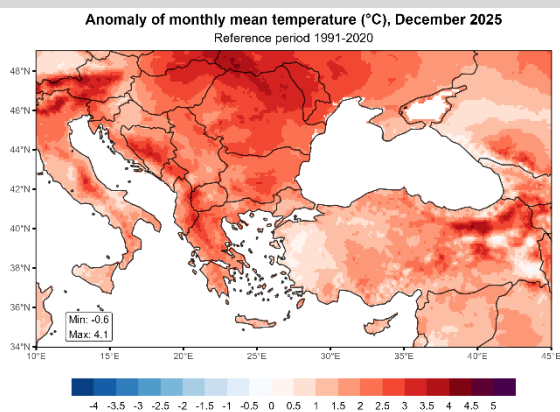 Anomaly of monthly mean temperature (°C), December 2025
Reference period 1991-2020
48°N
46°N
44°N
42°N
40°N
38°N
36°N
34°N
Min: -0.6
Max: 4.1
10°E 15°E 20°E 25°E 30°E 35°E 40°E 45°E
-4 -3.5 -3 -2.5 -2 -1.5 -1 -0.5 0 0.5 1 1.5 2 2.5 3 3.5 4 4.5 5